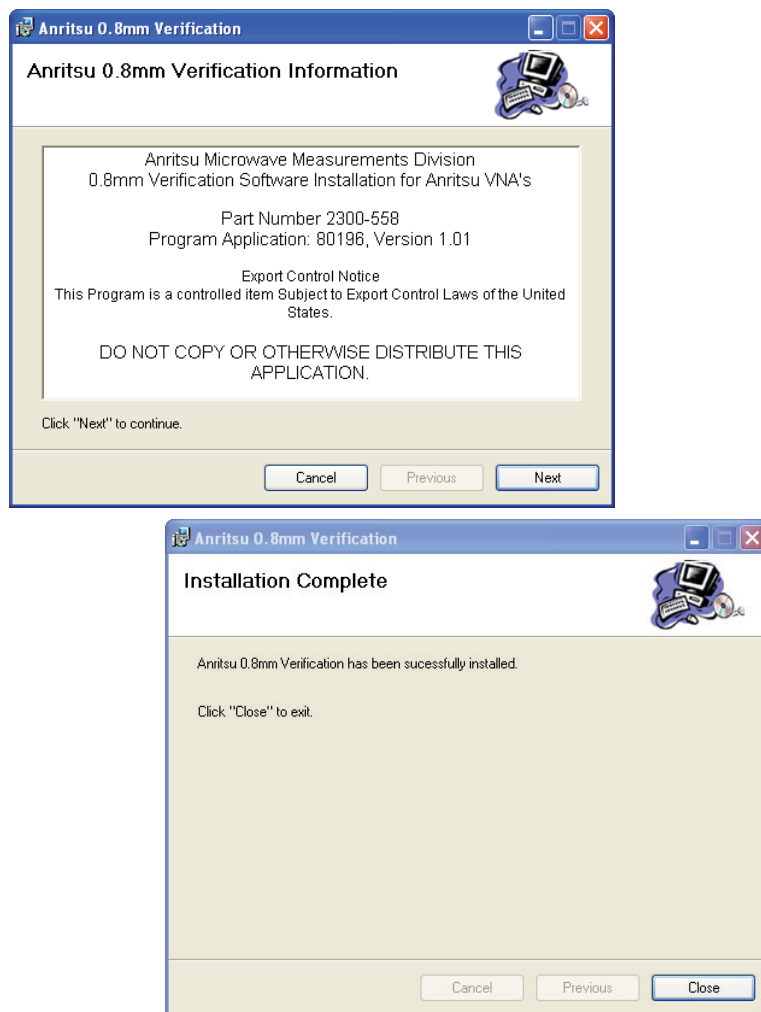 Anritsu 0.8mm Verification
Anritsu 0.8mm Verification Information
Anritsu Microwave Measurements Division
0.8mm Verification Software Installation for Anritsu VNA's
Part Number 2300-558
Program Application: 80196, Version 1.01
Export Control Notice
This Program is a controlled item Subject to Export Control Laws of the United
States.
DO NOT COPY OR OTHERWISE DISTRIBUTE THIS
APPLICATION.
Click "Next" to continue.
Cancel Previous Next
Anritsu 0.8mm Verification
Installation Complete
Anritsu 0.8mm Verification has been sucessfully installed.
Click "Close" to exit.
Cancel Previous Close